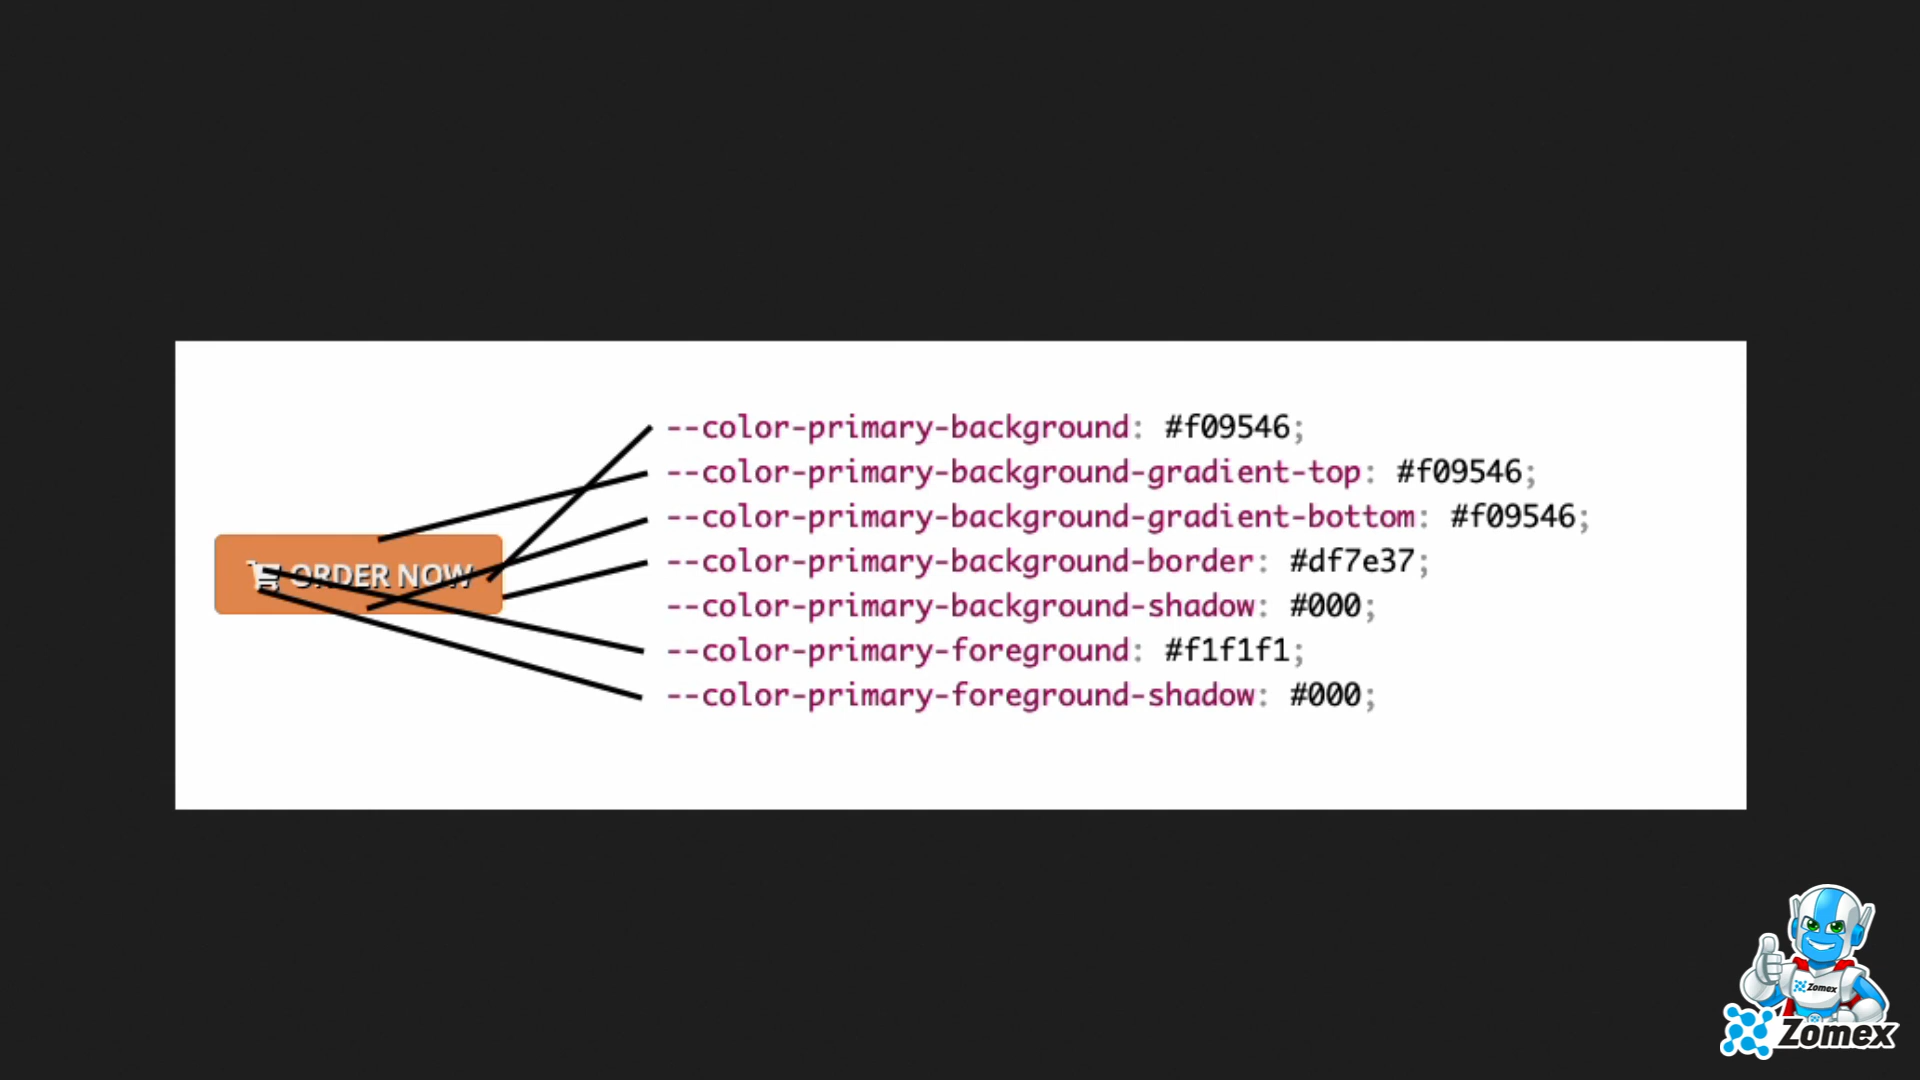 --color-primary-background: #f09546;
--color-primary-background-gradient-top: #f09546;
--color-primary-background-gradient-bottom: #f09546;
--color-primary-background-border: #df7e37;
ORDER NOW
--color-primary-background-shadow: #000;
--color-primary-foreground: #f1f1f1;
--color-primary-foreground-shadow: #000;
Zomex
Zomex